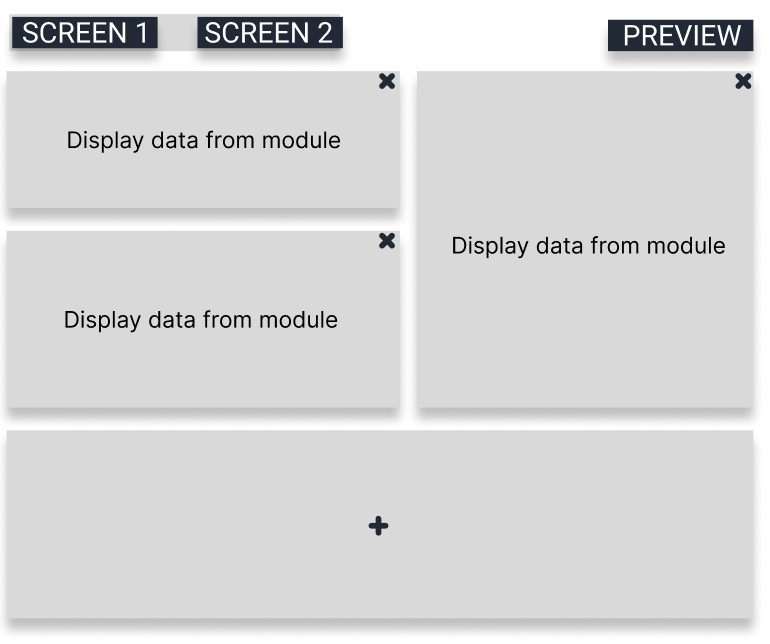 SCREEN 1 SCREEN 2 PREVIEW
Display data from module
Display data from module
Display data from module